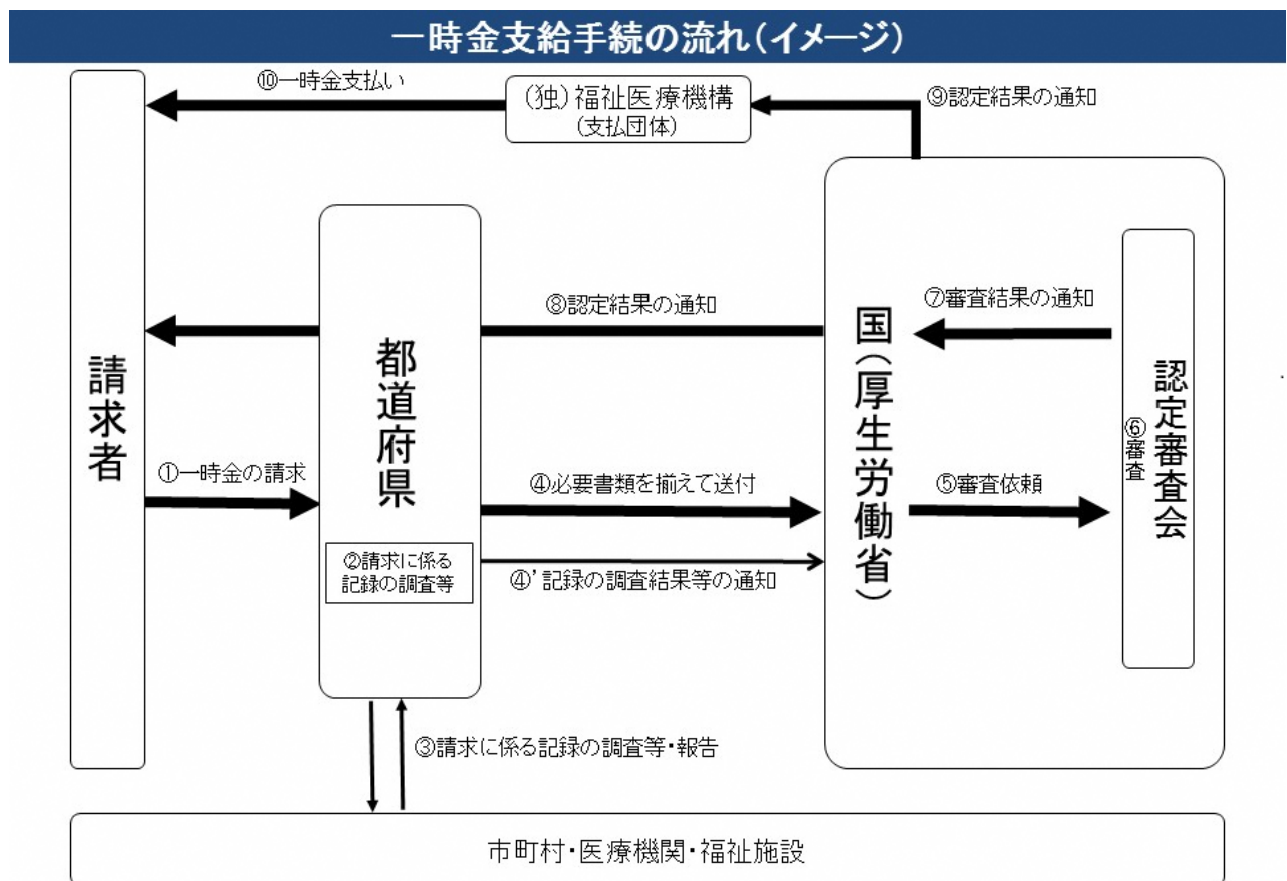 一時金支給手続の流れ(イメージ)
⑩一時金支払い
(独)福祉医療機構
(支払団体)
⑨認定結果の通知
請求者
都道府県
国(厚生労働省)
認定審査会
⑥審査
⑧認定結果の通知
⑦審査結果の通知
①一時金の請求
④必要書類を揃えて送付
⑤審査依頼
②請求に係る
記録の調査等
④’記録の調査結果等の通知
③請求に係る記録の調査等・報告
市町村・医療機関・福祉施設